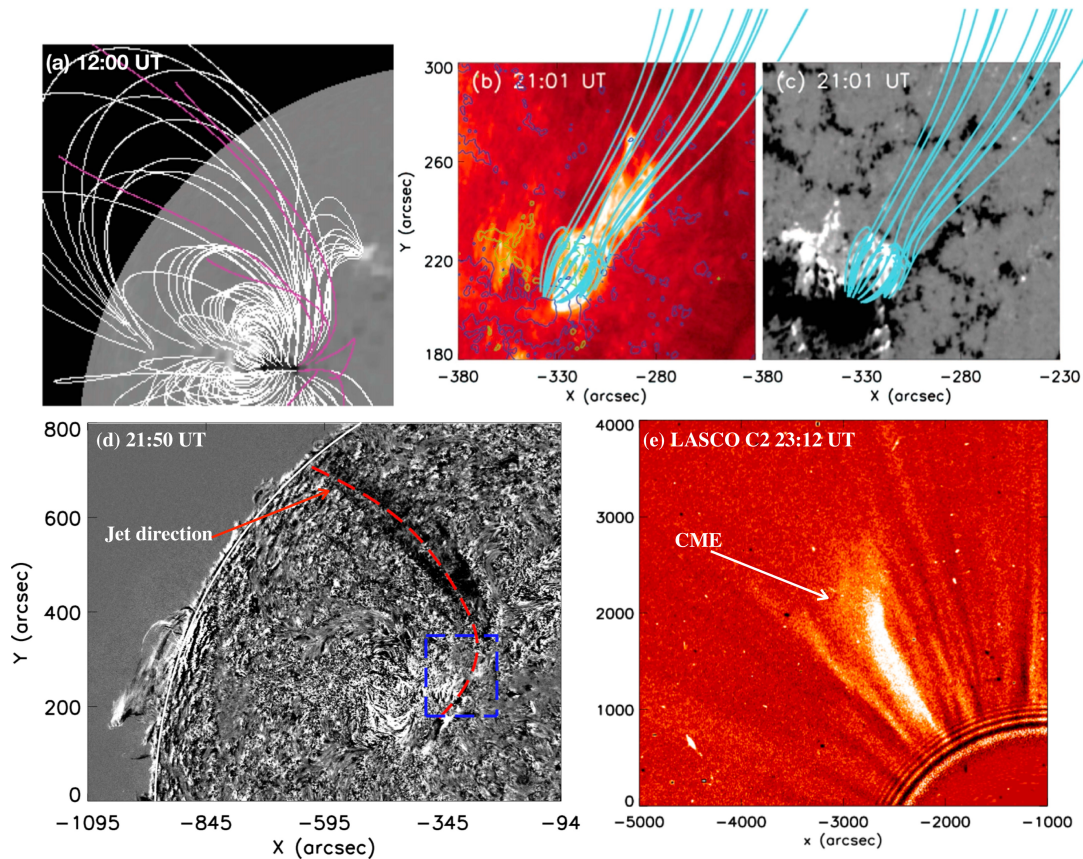 (a) 12:00 UT
(b) 21:01 UT
(c) 21:01 UT
300
260
220
180
Y (arcsec)
-380
-330
-280
-380
-330
-280
-230
X (arcsec)
X (arcsec)
(d) 21:50 UT
Jet direction
800
600
400
200
0
Y (arcsec)
-1095
-845
-595
-345
-94
X (arcsec)
(e) LASCO C2 23:12 UT
CME
4000
3000
2000
1000
0
-5000
-4000
-3000
-2000
-1000
x (arcsec)